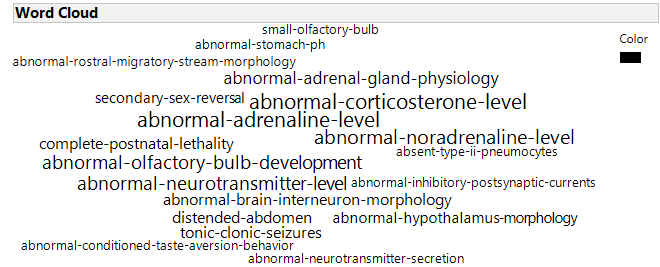 Word Cloud
small-olfactory-bulb
Color
abnormal-stomach-ph
abnormal-rostral-migratory-stream-morphology
abnormal-adrenal-gland-physiology
secondary-sex-reversal
abnormal-corticosterone-level
abnormal-adrenaline-level
abnormal-noradrenaline-level
complete-postnatal-lethality
absent-type-ii-pneumocytes
abnormal-olfactory-bulb-development
abnormal-neurotransmitter-level
abnormal-inhibitory-postsynaptic-currents
abnormal-brain-interneuron-morphology
distended-abdomen
abnormal-hypothalamus-morphology
tonic-clonic-seizures
abnormal-conditioned-taste-aversion-behavior
abnormal-neurotransmitter-secretion